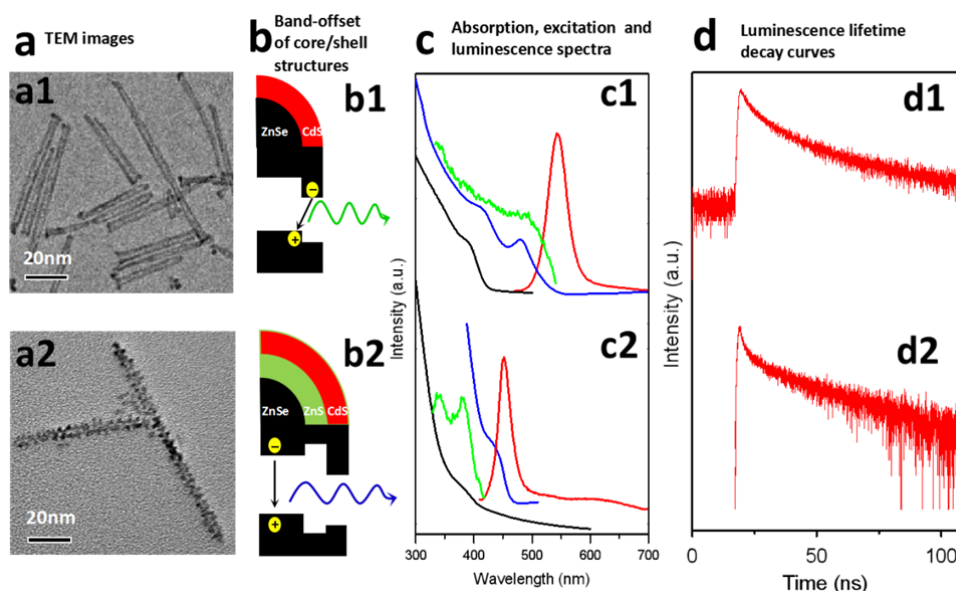 a TEM images
b Band-offset
of core/shell
structures
c Absorption, excitation and
luminescence spectra
d Luminescence lifetime
decay curves
a1
20nm
b1
ZnSe CdS
−
+
c1
d1
a2
20nm
b2
ZnSe ZnS CdS
−
+
c2
d2
Intensity (a.u.)
300 400 500 600 700
Wavelength (nm)
Intensity (a.u.)
0 50 100
Time (ns)